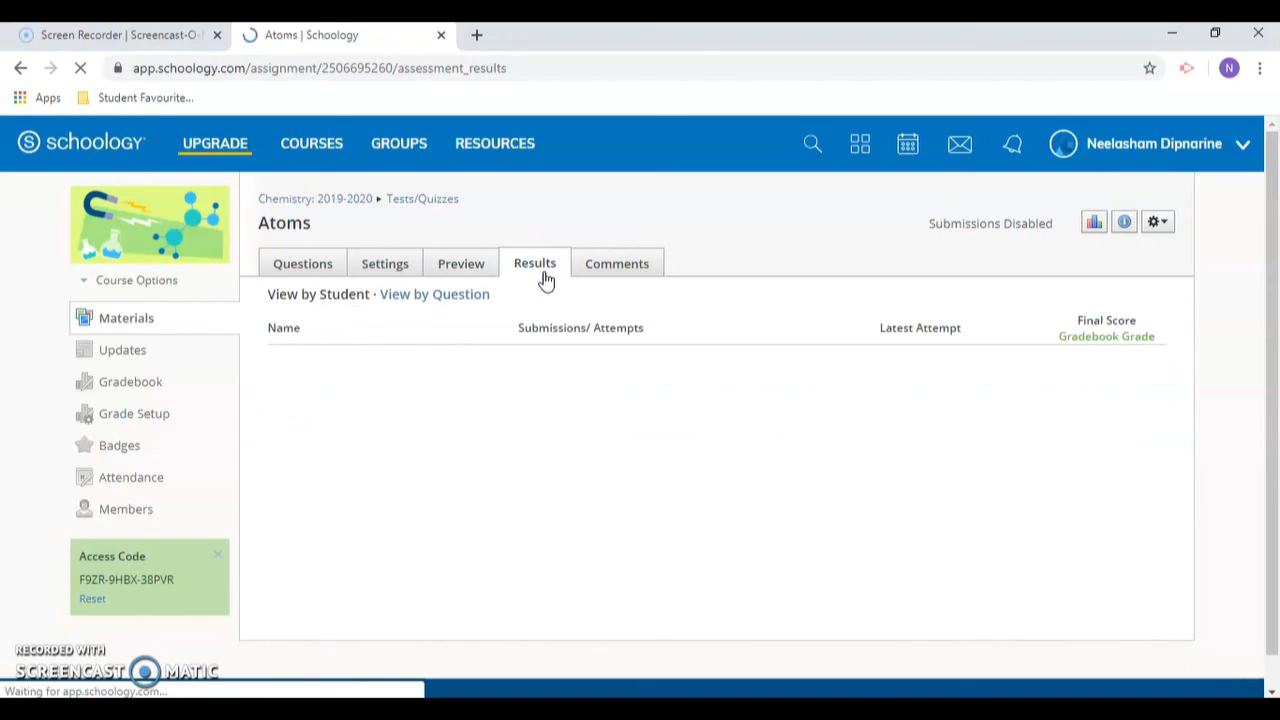 Screen Recorder | Screencast-O-
Atoms | Schoology
app.schoology.com/assignment/2506695260/assessment_results
N
Apps
Student Favourite...
S schoology
UPGRADE
COURSES
GROUPS
RESOURCES
Neelasham Dipnarine
Chemistry: 2019-2020 ▸ Tests/Quizzes
Atoms
Submissions Disabled
Questions
Settings
Preview
Results
Comments
View by Student · View by Question
Name
Submissions/ Attempts
Latest Attempt
Final Score
Gradebook Grade
Course Options
Materials
Updates
Gradebook
Grade Setup
Badges
Attendance
Members
Access Code
F9ZR-9HBX-38PVR
Reset
RECORDED WITH
SCREENCAST O MATIC
Waiting for app.schoology.com...